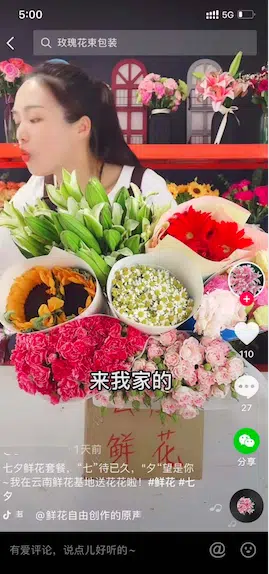 5:00
5G
玫瑰花束包装
来我家的
鲜花
110
27
分享
1天前
七夕鲜花套餐，“七”待已久，“夕”望是你
~我在云南鲜花基地送花花啦！#鲜花 #七
夕
@鲜花自由创作的原声
有爱评论，说点儿好听的~